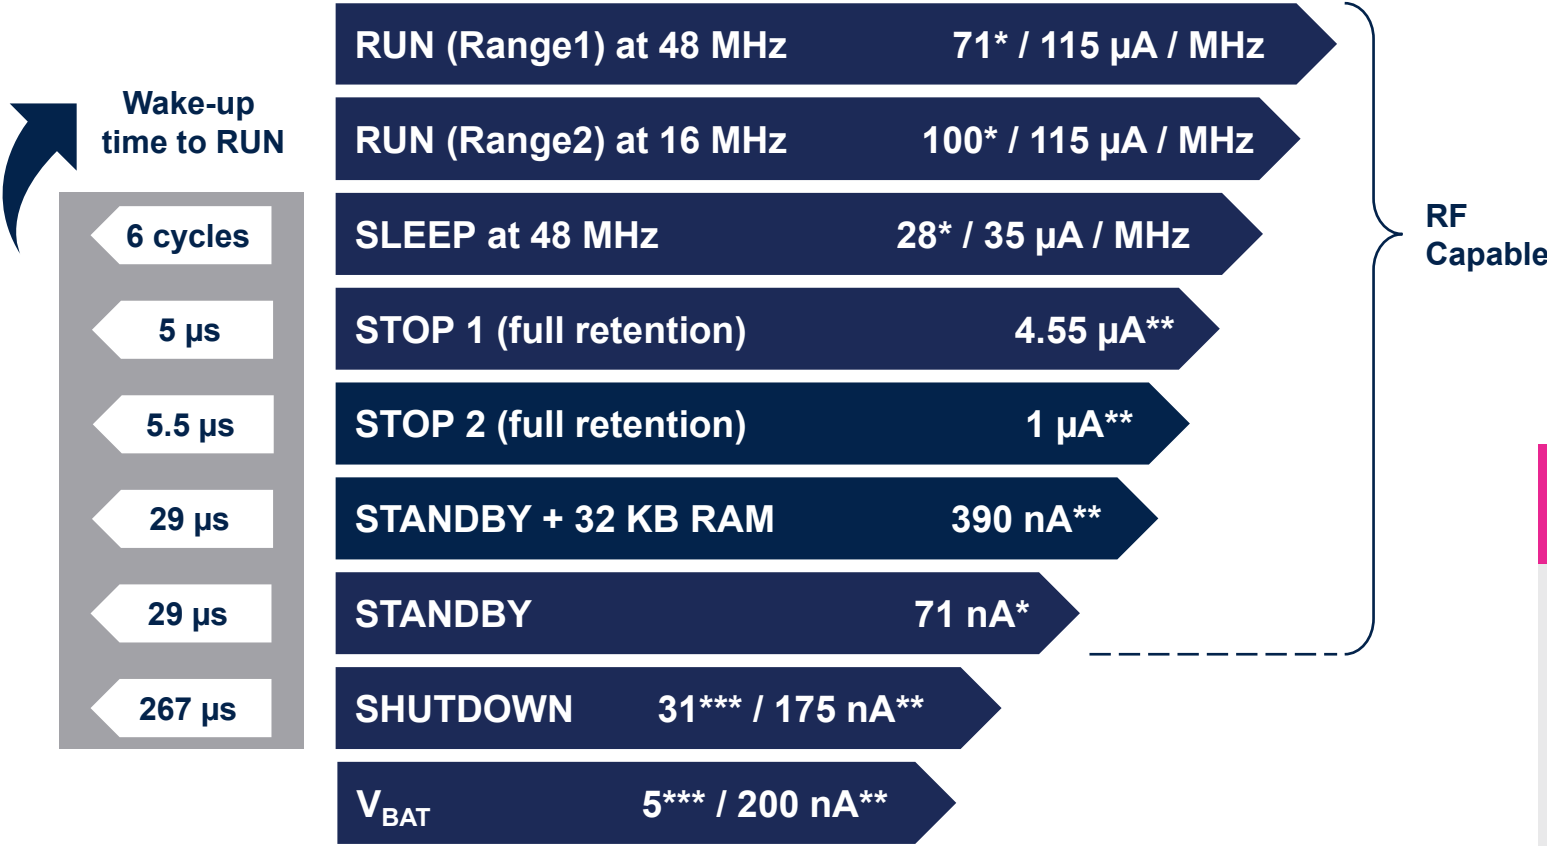 RUN (Range1) at 48 MHz 71* / 115 µA / MHz
Wake-up
time to RUN
RUN (Range2) at 16 MHz 100* / 115 µA / MHz
6 cycles SLEEP at 48 MHz 28* / 35 µA / MHz
RF
Capable
5 µs STOP 1 (full retention) 4.55 µA**
5.5 µs STOP 2 (full retention) 1 µA**
29 µs STANDBY + 32 KB RAM 390 nA**
29 µs STANDBY 71 nA*
267 µs SHUTDOWN 31*** / 175 nA**
VBAT 5*** / 200 nA**